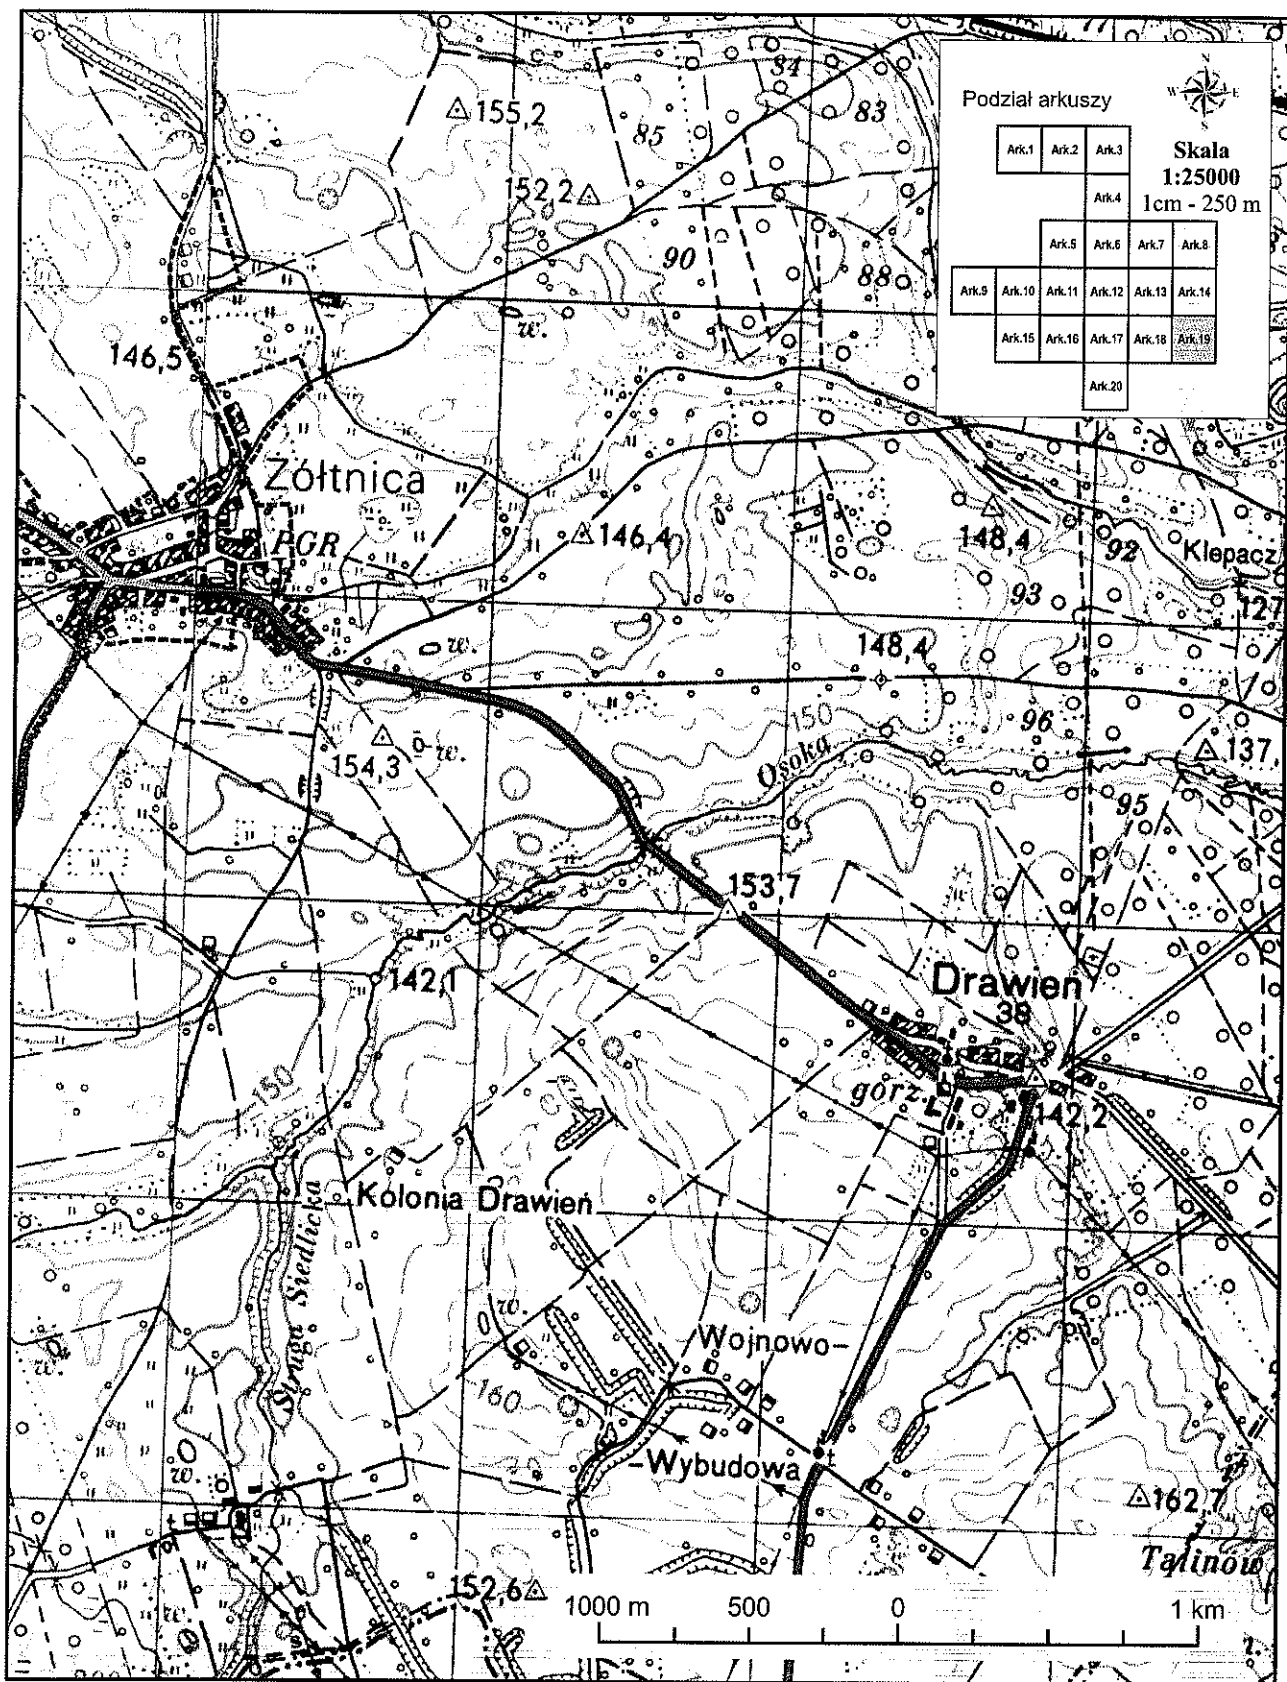 155,2
84
83
85
152,2
90
88
w.
146,5
Podział arkuszy
N
W E
S
Skala
1:25000
1cm - 250 m
Ark.1 Ark.2 Ark.3
Ark.4
Ark.5 Ark.6 Ark.7 Ark.8
Ark.9 Ark.10 Ark.11 Ark.12 Ark.13 Ark.14
Ark.15 Ark.16 Ark.17 Ark.18 Ark.19
Ark.20
Żółtnica
PGR
146,4
148,4
92
Klepacz
93
127
w.
148,4
150
96
Osoka
154,3
w.
137,
95
153,7
142,1
Drawień
38
150
górz.
142,2
Kolonia Drawień
Struga Siedlicka
w.
w.
Wojnowo-
160
-Wybudowa
w.
162,7
Talinów
152,6
w.
1000 m 500 0 1 km